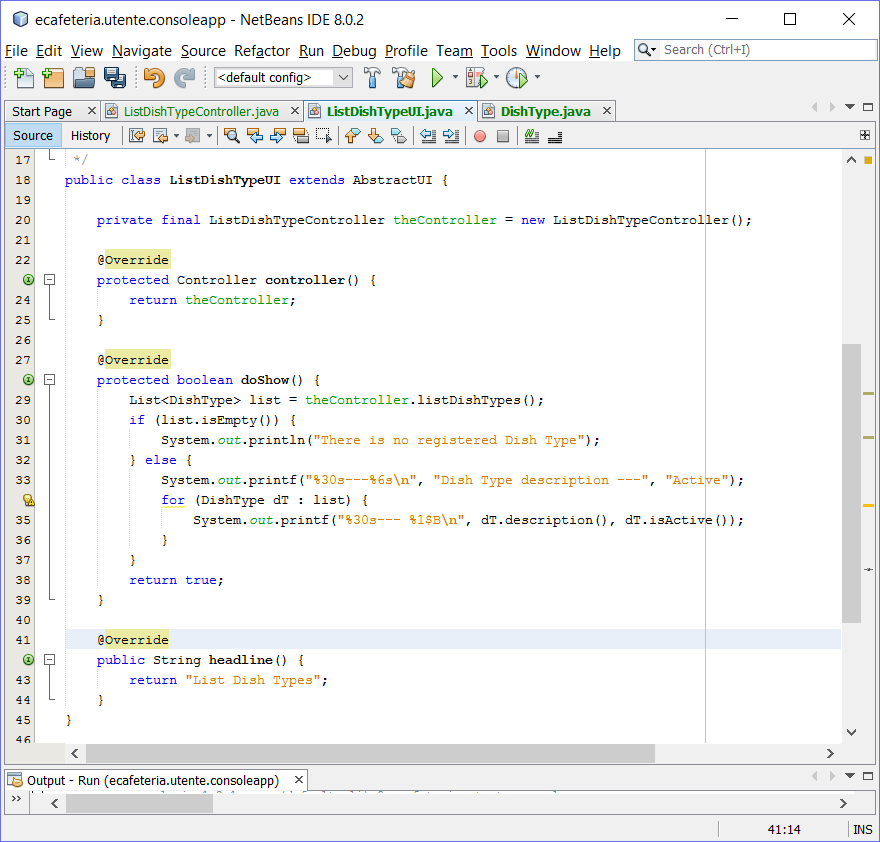 ecafeteria.utente.consoleapp - NetBeans IDE 8.0.2
File Edit View Navigate Source Refactor Run Debug Profile Team Tools Window Help Search (Ctrl+I)
<default config>
Start Page ListDishTypeController.java ListDishTypeUI.java DishType.java
Source History
17 */
18 public class ListDishTypeUI extends AbstractUI {
19
20 private final ListDishTypeController theController = new ListDishTypeController();
21
22 @Override
protected Controller controller() {
24 return theController;
25 }
26
27 @Override
protected boolean doShow() {
29 List<DishType> list = theController.listDishTypes();
30 if (list.isEmpty()) {
31 System.out.println("There is no registered Dish Type");
32 } else {
33 System.out.printf("%30s---%6s\n", "Dish Type description ---", "Active");
for (DishType dT : list) {
35 System.out.printf("%30s--- %1$B\n", dT.description(), dT.isActive());
36 }
37 }
38 return true;
39 }
40
41 @Override
public String headline() {
43 return "List Dish Types";
44 }
45 }
46
Output - Run (ecafeteria.utente.consoleapp)
41:14 INS